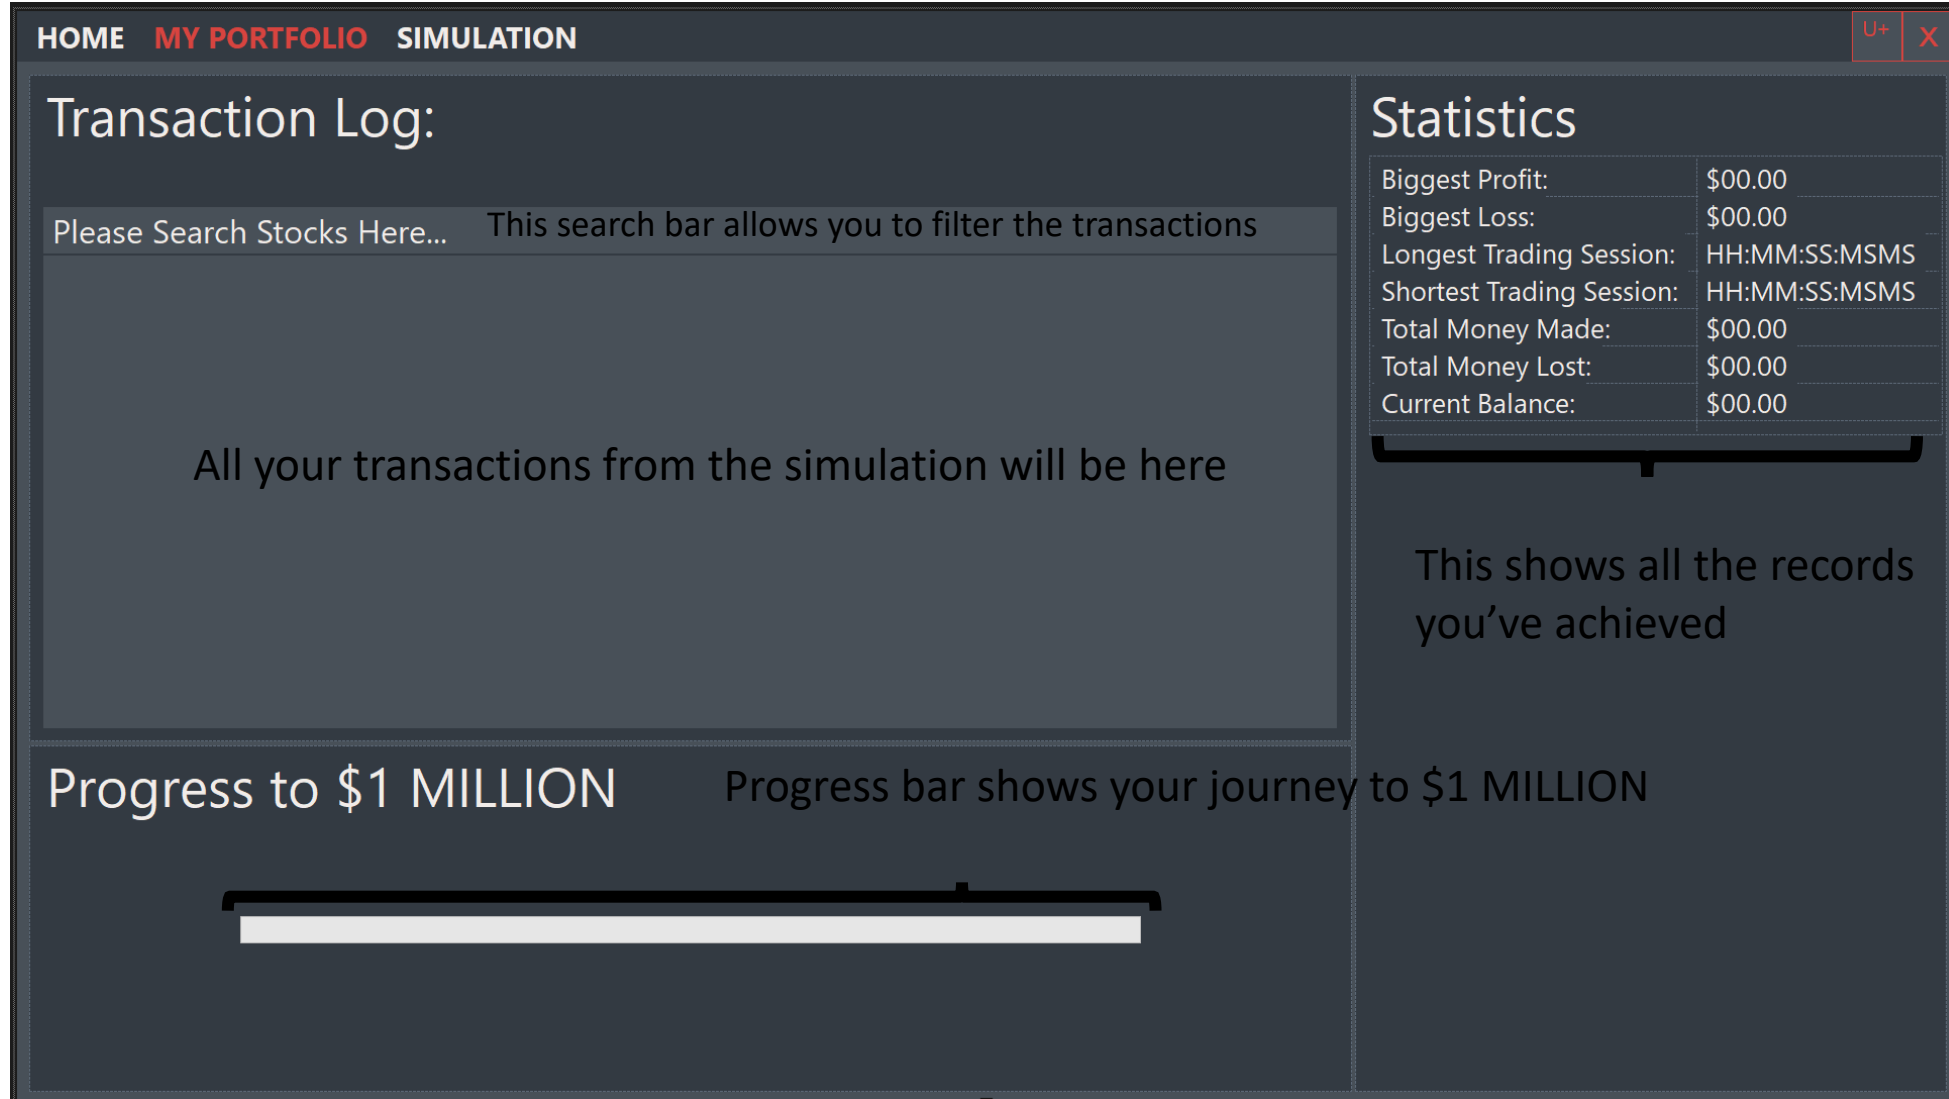 HOME MY PORTFOLIO SIMULATION U+ X
Transaction Log:
Please Search Stocks Here... This search bar allows you to filter the transactions
All your transactions from the simulation will be here
Statistics
Biggest Profit: $00.00
Biggest Loss: $00.00
Longest Trading Session: HH:MM:SS:MSMS
Shortest Trading Session: HH:MM:SS:MSMS
Total Money Made: $00.00
Total Money Lost: $00.00
Current Balance: $00.00
This shows all the records
you’ve achieved
Progress to $1 MILLION Progress bar shows your journey to $1 MILLION